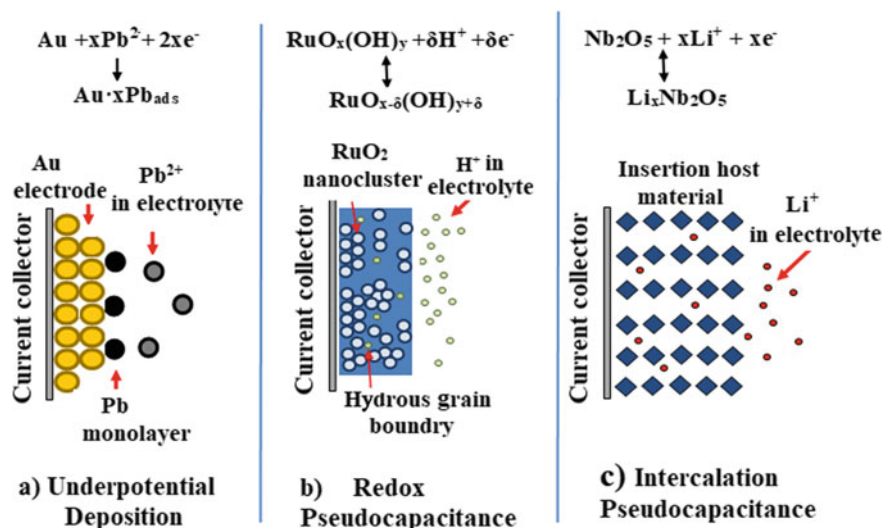 Au +xPb²⁻+ 2xe⁻
Au·xPbads
Au
electrode
Pb²⁺
in electrolyte
Current collector
Pb
monolayer
a) Underpotential
Deposition
RuOx(OH)y +δH⁺ +δe⁻
RuOx-δ(OH)y+δ
RuO₂
nanocluster
H⁺ in
electrolyte
Current collector
Hydrous grain
boundry
b) Redox
Pseudocapacitance
Nb₂O₅ + xLi⁺ + xe⁻
LixNb₂O₅
Insertion host
material
Li⁺
in electrolyte
Current collector
c) Intercalation
Pseudocapacitance